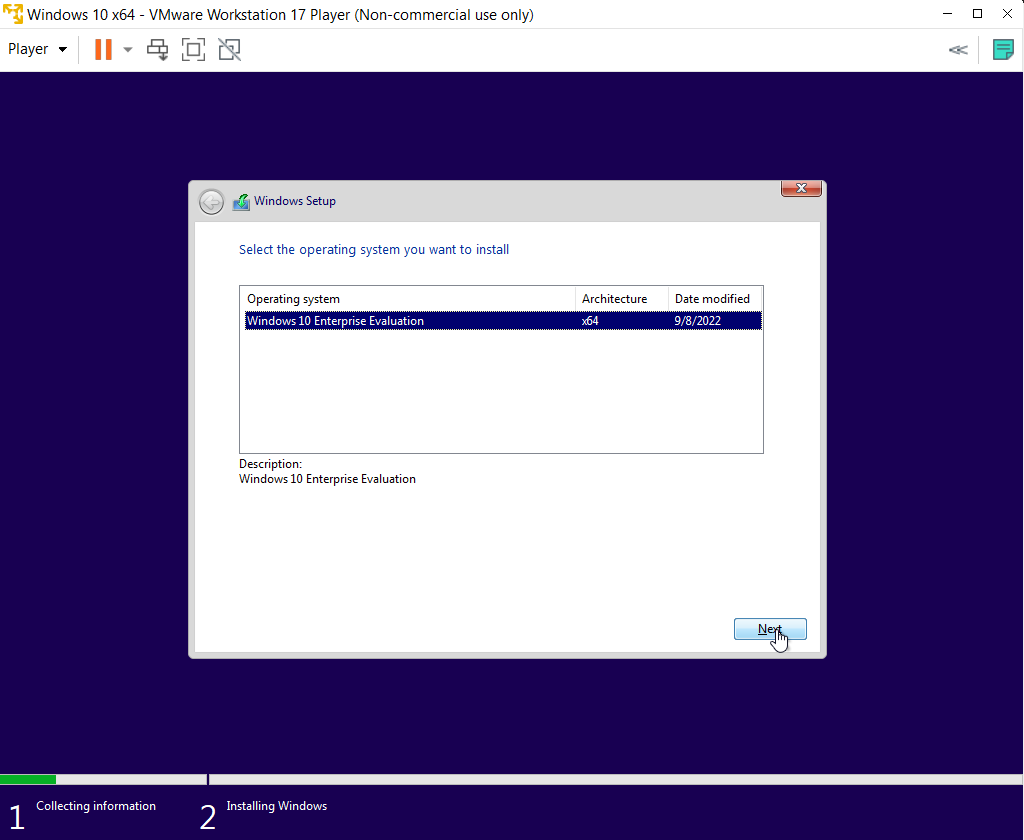 Windows 10 x64 - VMware Workstation 17 Player (Non-commercial use only)
Player
Windows Setup
Select the operating system you want to install
Operating system Architecture Date modified
Windows 10 Enterprise Evaluation x64 9/8/2022
Description:
Windows 10 Enterprise Evaluation
Next
1 Collecting information 2 Installing Windows